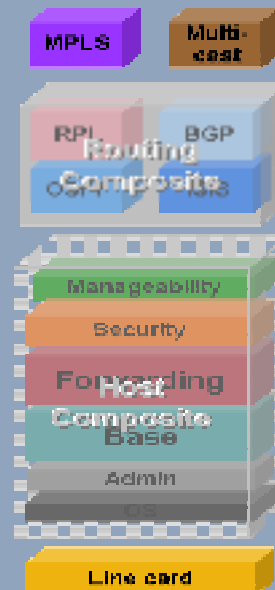 MPLS
Multi-
cast
RPL
BGP
Routing
Composite
OSPF
ISIS
Manageability
Security
Forwarding
Host
Composite
Base
Admin
OS
Line card